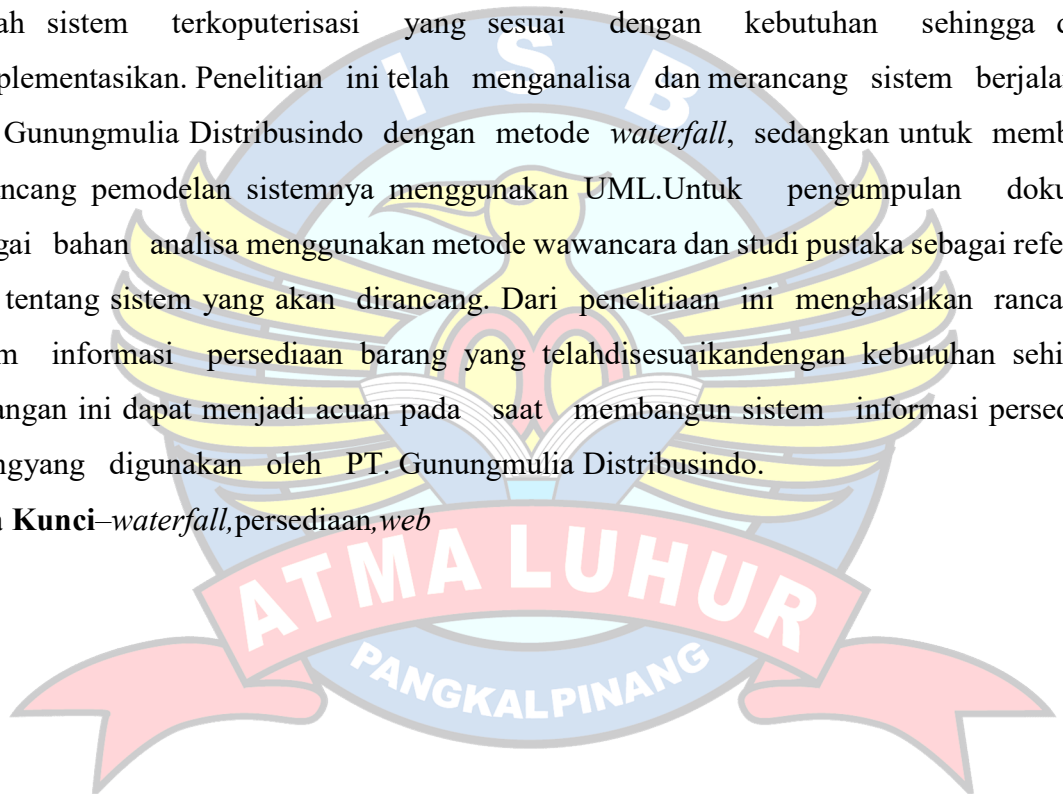 ah sistem terkoputerisasi yang sesuai dengan kebutuhan sehingga
plementasikan. Penelitian ini telah menganalisa dan merancang sistem berjala
Gunungmulia Distribusindo dengan metode waterfall, sedangkan untuk memb
ncang pemodelan sistemnya menggunakan UML.Untuk pengumpulan doku
gai bahan analisa menggunakan metode wawancara dan studi pustaka sebagai refe
tentang sistem yang akan dirancang. Dari penelitiaan ini menghasilkan ranca
m informasi persediaan barang yang telahdisesuaikandengan kebutuhan sehi
angan ini dapat menjadi acuan pada saat membangun sistem informasi persed
ngyang digunakan oleh PT. Gunungmulia Distribusindo.
a Kunci–waterfall,persediaan,web
ISB
ATMA LUHUR
PANGKALPINANG